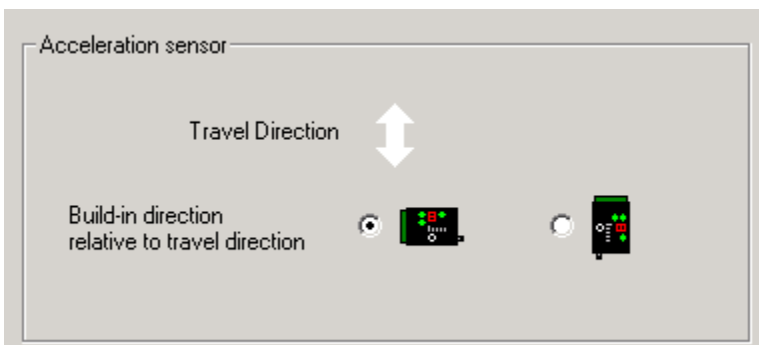 Acceleration sensor
Travel Direction
Build-in direction
relative to travel direction